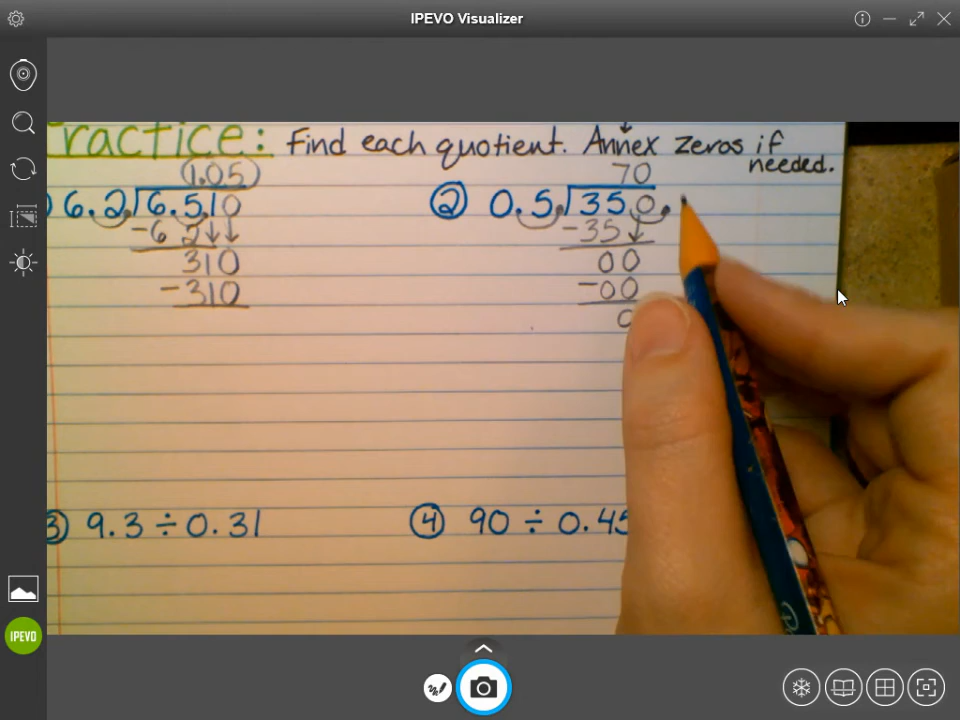 IPEVO Visualizer
ractice: Find each quotient. Annex zeros if
needed.
1.05
6.2 6.510
-6 2
310
-310
2 70
0.5 350.
-35
00
-00
0
3 9.3 ÷ 0.31
4 90 ÷ 0.45
IPEVO